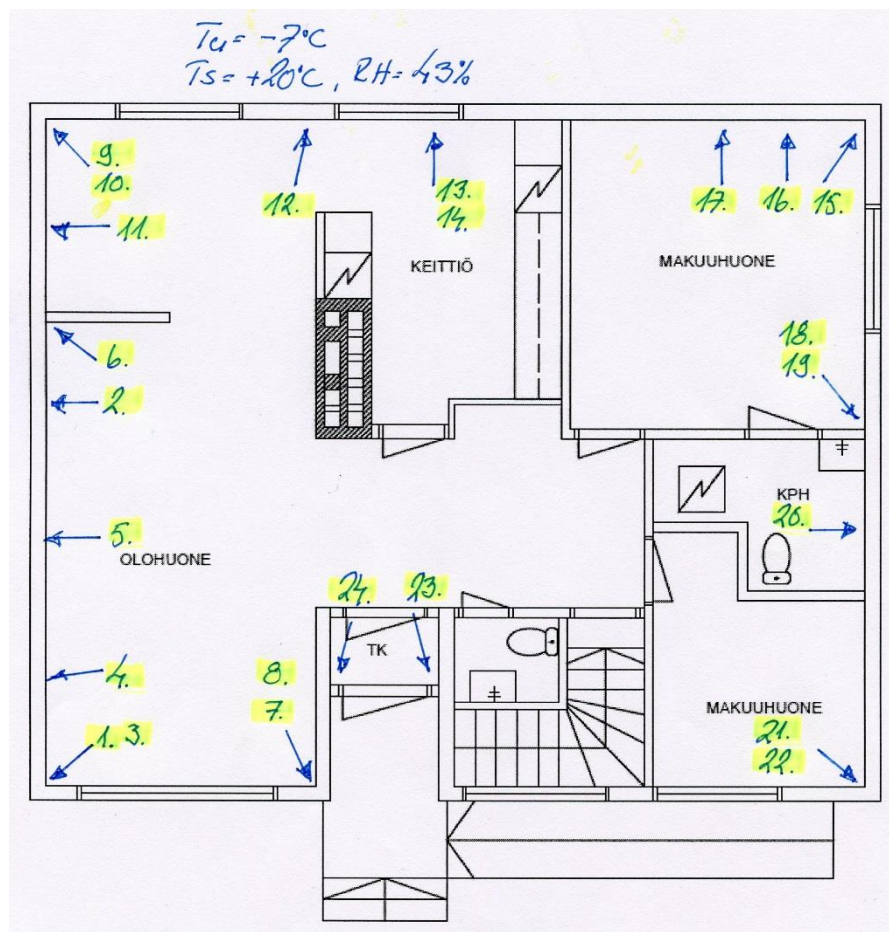 Tu= -7°C
Ts= +20°C, RH= 43%
9.
10.
11.
12.
13.
14.
17.
16.
15.
KEITTIÖ
MAKUUHUONE
6.
2.
18.
19.
5.
OLOHUONE
KPH
20.
24.
23.
TK
4.
8.
7.
1. 3.
MAKUUHUONE
21.
22.